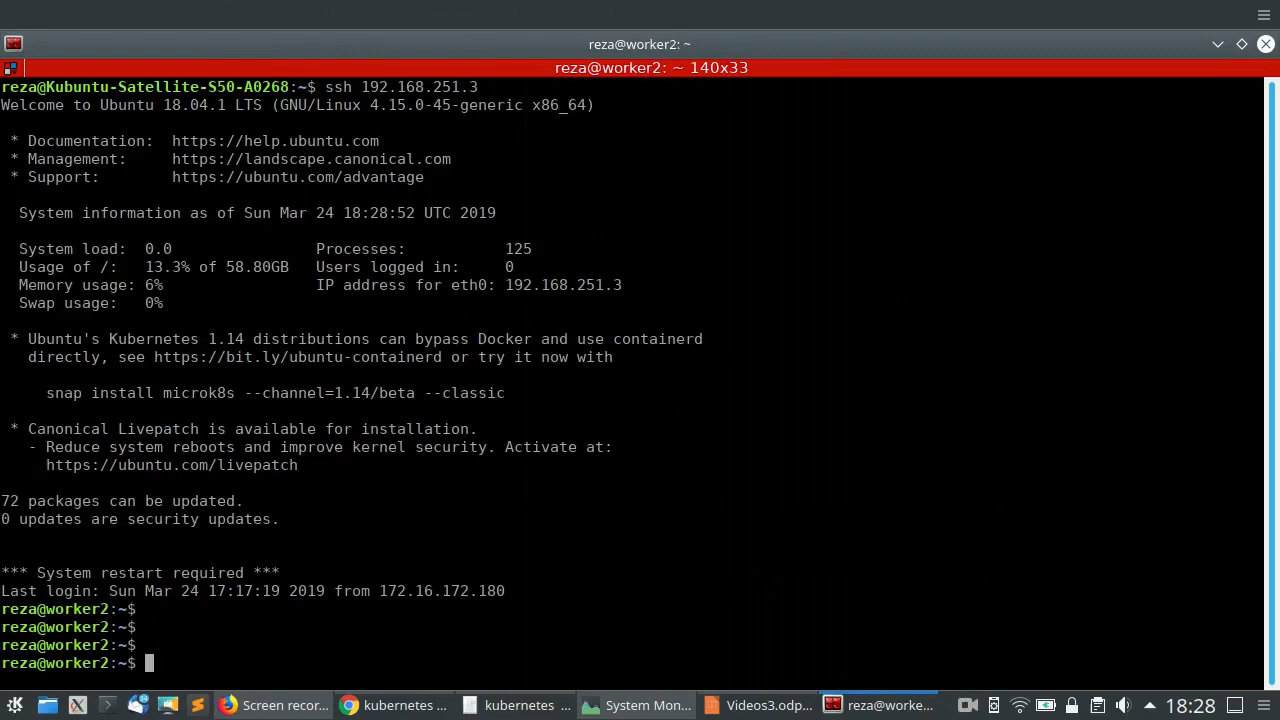 reza@worker2: ~
reza@worker2: ~ 140x33
reza@Kubuntu-Satellite-S50-A0268:~$ ssh 192.168.251.3
Welcome to Ubuntu 18.04.1 LTS (GNU/Linux 4.15.0-45-generic x86_64)
* Documentation: https://help.ubuntu.com
* Management: https://landscape.canonical.com
* Support: https://ubuntu.com/advantage
System information as of Sun Mar 24 18:28:52 UTC 2019
System load: 0.0 Processes: 125
Usage of /: 13.3% of 58.80GB Users logged in: 0
Memory usage: 6% IP address for eth0: 192.168.251.3
Swap usage: 0%
* Ubuntu's Kubernetes 1.14 distributions can bypass Docker and use containerd
directly, see https://bit.ly/ubuntu-containerd or try it now with
snap install microk8s --channel=1.14/beta --classic
* Canonical Livepatch is available for installation.
- Reduce system reboots and improve kernel security. Activate at:
https://ubuntu.com/livepatch
72 packages can be updated.
0 updates are security updates.
*** System restart required ***
Last login: Sun Mar 24 17:17:19 2019 from 172.16.172.180
reza@worker2:~$
reza@worker2:~$
reza@worker2:~$
reza@worker2:~$
Screen recor... kubernetes ... kubernetes ... System Mon... Videos3.odp... reza@worke... 18:28